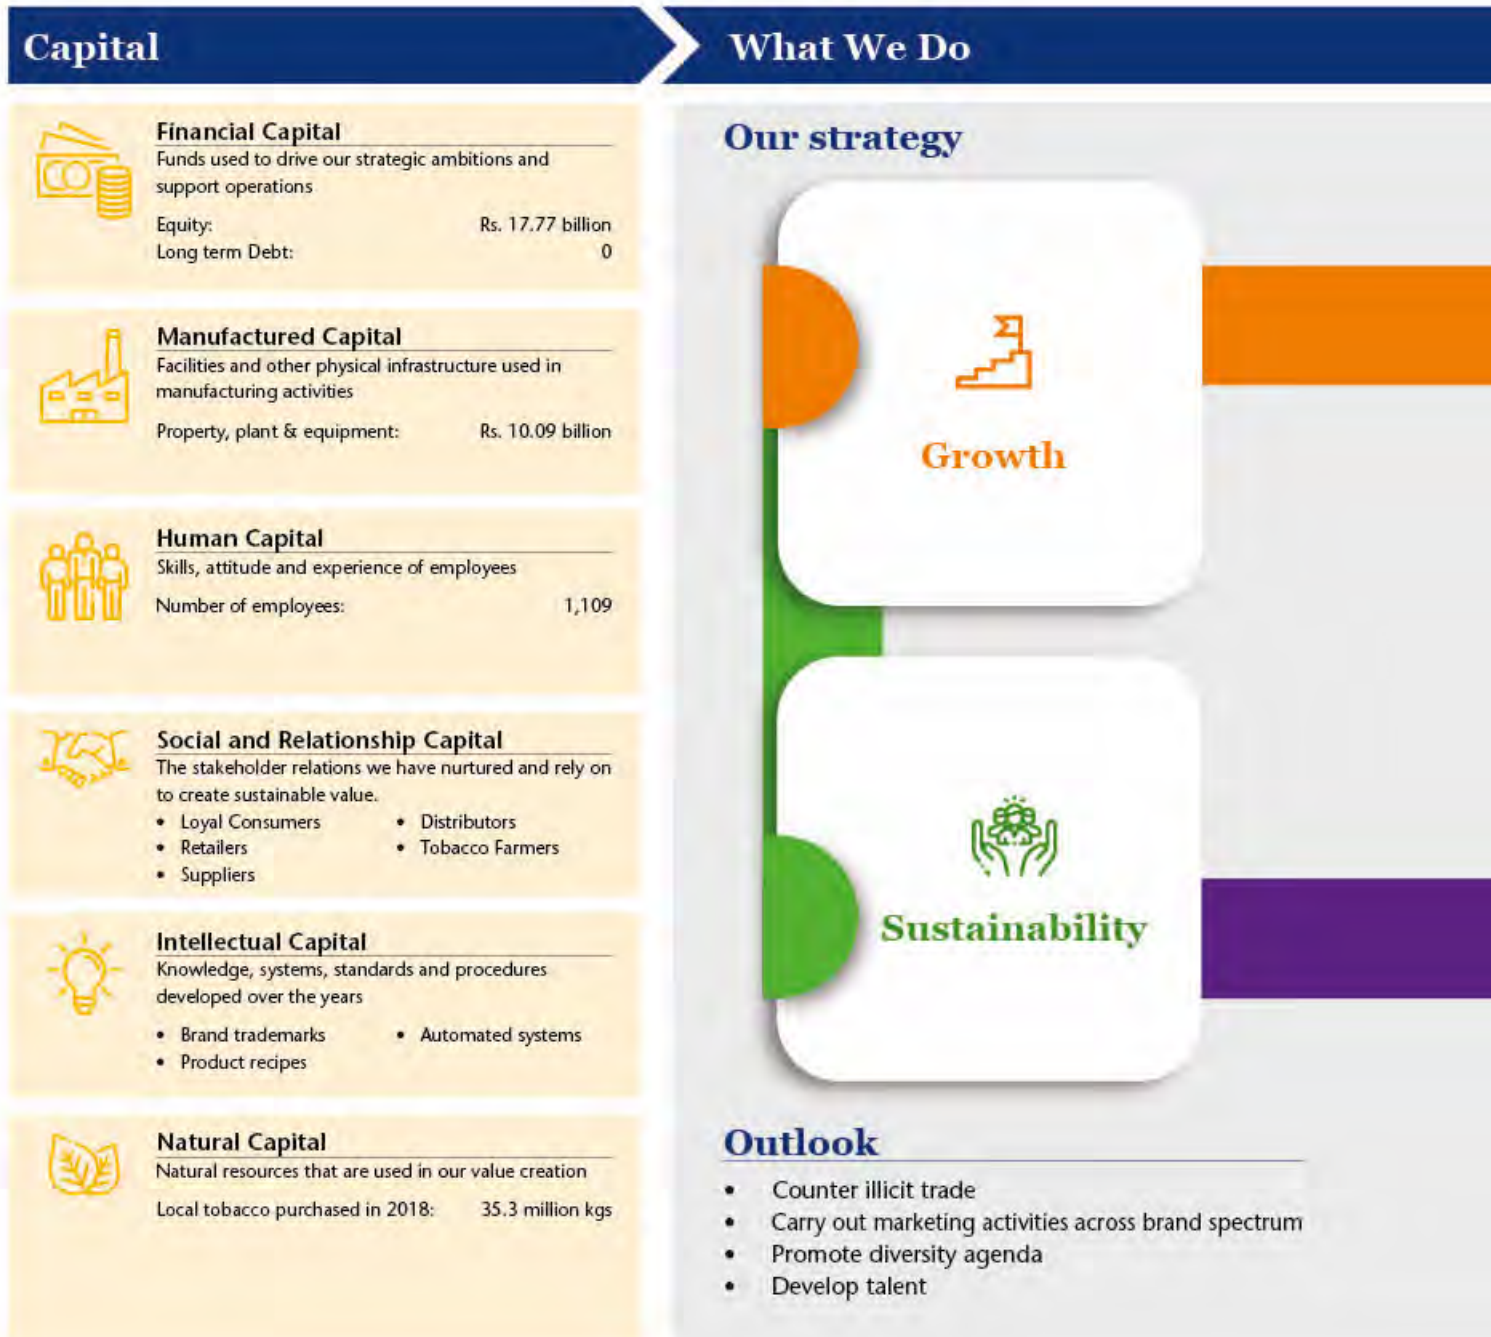 Capital
Financial Capital
Funds used to drive our strategic ambitions and
support operations
Equity: Rs. 17.77 billion
Long term Debt: 0
Manufactured Capital
Facilities and other physical infrastructure used in
manufacturing activities
Property, plant & equipment: Rs. 10.09 billion
Human Capital
Skills, attitude and experience of employees
Number of employees: 1,109
Social and Relationship Capital
The stakeholder relations we have nurtured and rely on
to create sustainable value.
• Loyal Consumers • Distributors
• Retailers • Tobacco Farmers
• Suppliers
Intellectual Capital
Knowledge, systems, standards and procedures
developed over the years
• Brand trademarks • Automated systems
• Product recipes
Natural Capital
Natural resources that are used in our value creation
Local tobacco purchased in 2018: 35.3 million kgs
What We Do
Our strategy
Growth
Sustainability
Outlook
• Counter illicit trade
• Carry out marketing activities across brand spectrum
• Promote diversity agenda
• Develop talent